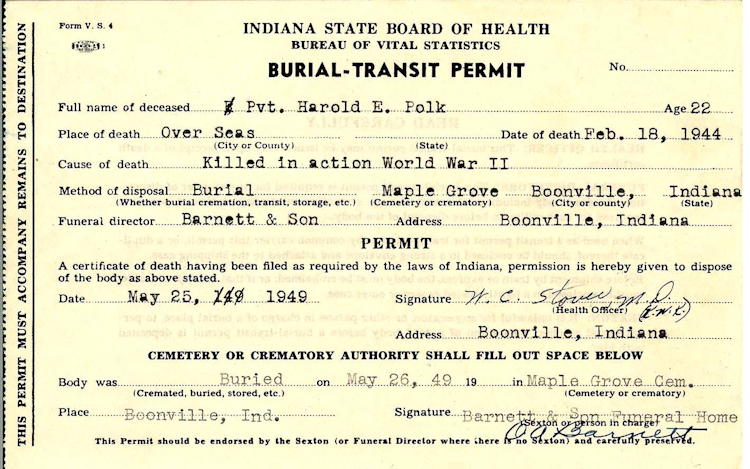 Form V. S. 4
INDIANA STATE BOARD OF HEALTH
BUREAU OF VITAL STATISTICS
BURIAL-TRANSIT PERMIT
No.
Full name of deceased Pvt. Harold E. Polk Age 22
Place of death Over Seas Date of death Feb. 18, 1944
(City or County) (State)
Cause of death Killed in action World War II
Method of disposal Burial Maple Grove Boonville, Indiana
(Whether burial cremation, transit, storage, etc.) (Cemetery or crematory) (City or county) (State)
Funeral director Barnett & Son Address Boonville, Indiana
PERMIT
A certificate of death having been filed as required by the laws of Indiana, permission is hereby given to dispose
of the body as above stated.
Date May 25, 1949 Signature W. C. Stover, M. D.
(Health Officer)
Address Boonville, Indiana
CEMETERY OR CREMATORY AUTHORITY SHALL FILL OUT SPACE BELOW
Body was Buried on May 26, 49 19 in Maple Grove Cem.
(Cremated, buried, stored, etc.) (Cemetery or crematory)
Place Boonville, Ind. Signature Barnett & Son Funeral Home
(Sexton or person in charge)
O A Barnett
This Permit should be endorsed by the Sexton (or Funeral Director where there is no Sexton) and carefully preserved.
THIS PERMIT MUST ACCOMPANY REMAINS TO DESTINATION